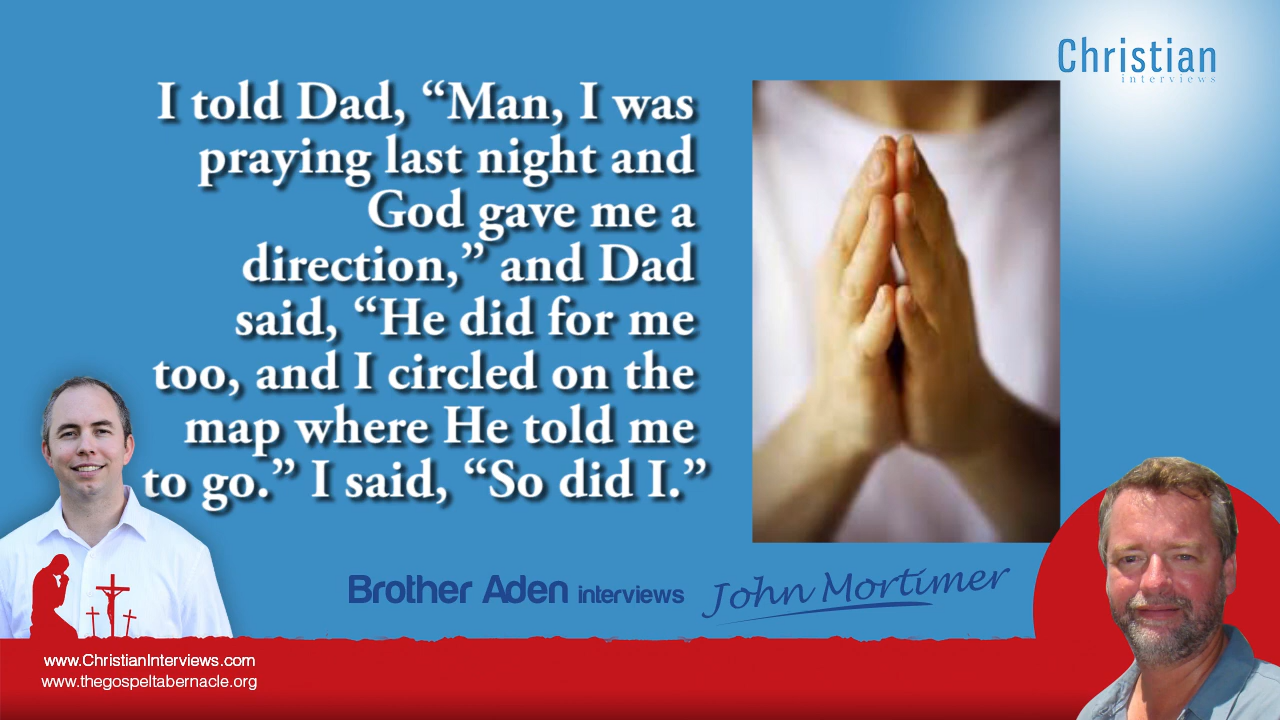 Christian
interviews
I told Dad, “Man, I was
praying last night and
God gave me a
direction,” and Dad
said, “He did for me
too, and I circled on the
map where He told me
to go.” I said, “So did I.”
Brother Aden interviews John Mortimer
www.ChristianInterviews.com
www.thegospeltabernacle.org